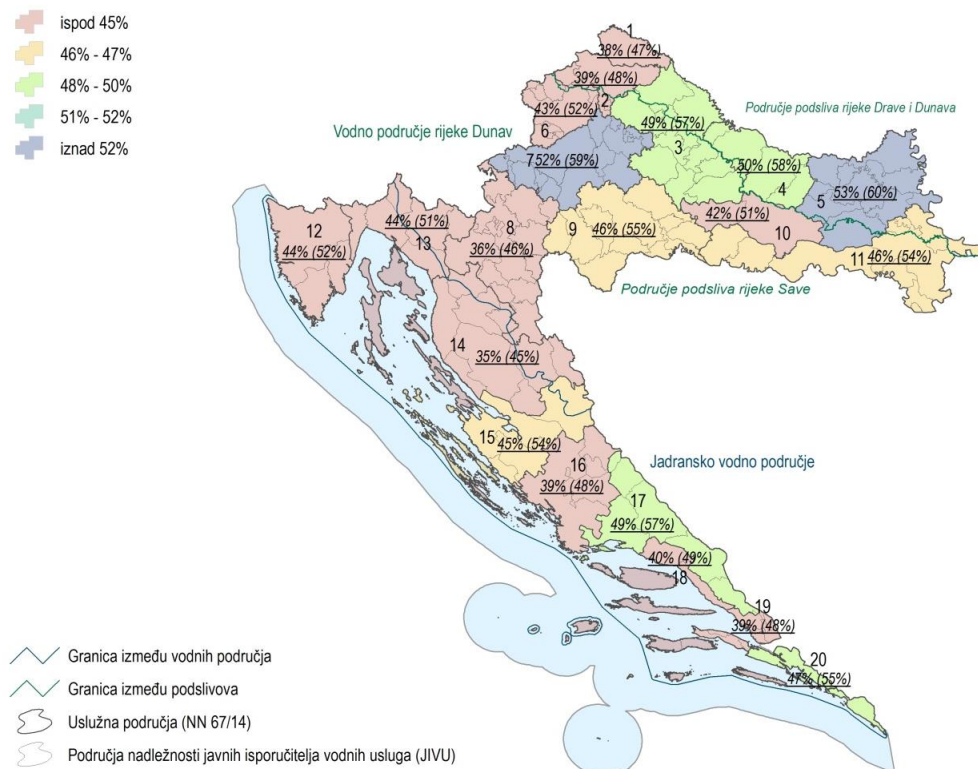 ispod 45%
46% - 47%
48% - 50%
51% - 52%
iznad 52%
Vodno područje rijeke Dunav
Područje podsliva rijeke Drave i Dunava
Područje podsliva rijeke Save
Jadransko vodno područje
1
38% (47%)
39% (48%)
2
43% (52%)
6
49% (57%)
3
7 52% (59%)
50% (58%)
4
5 53% (60%)
8
36% (46%)
9 46% (55%)
42% (51%)
10
11 46% (54%)
12
44% (52%)
44% (51%)
13
14
35% (45%)
15
45% (54%)
16
39% (48%)
17
49% (57%)
40% (49%)
18
19
39% (48%)
20
47% (55%)
Granica između vodnih područja
Granica između podslivova
Uslužna područja (NN 67/14)
Područja nadležnosti javnih isporučitelja vodnih usluga (JIVU)